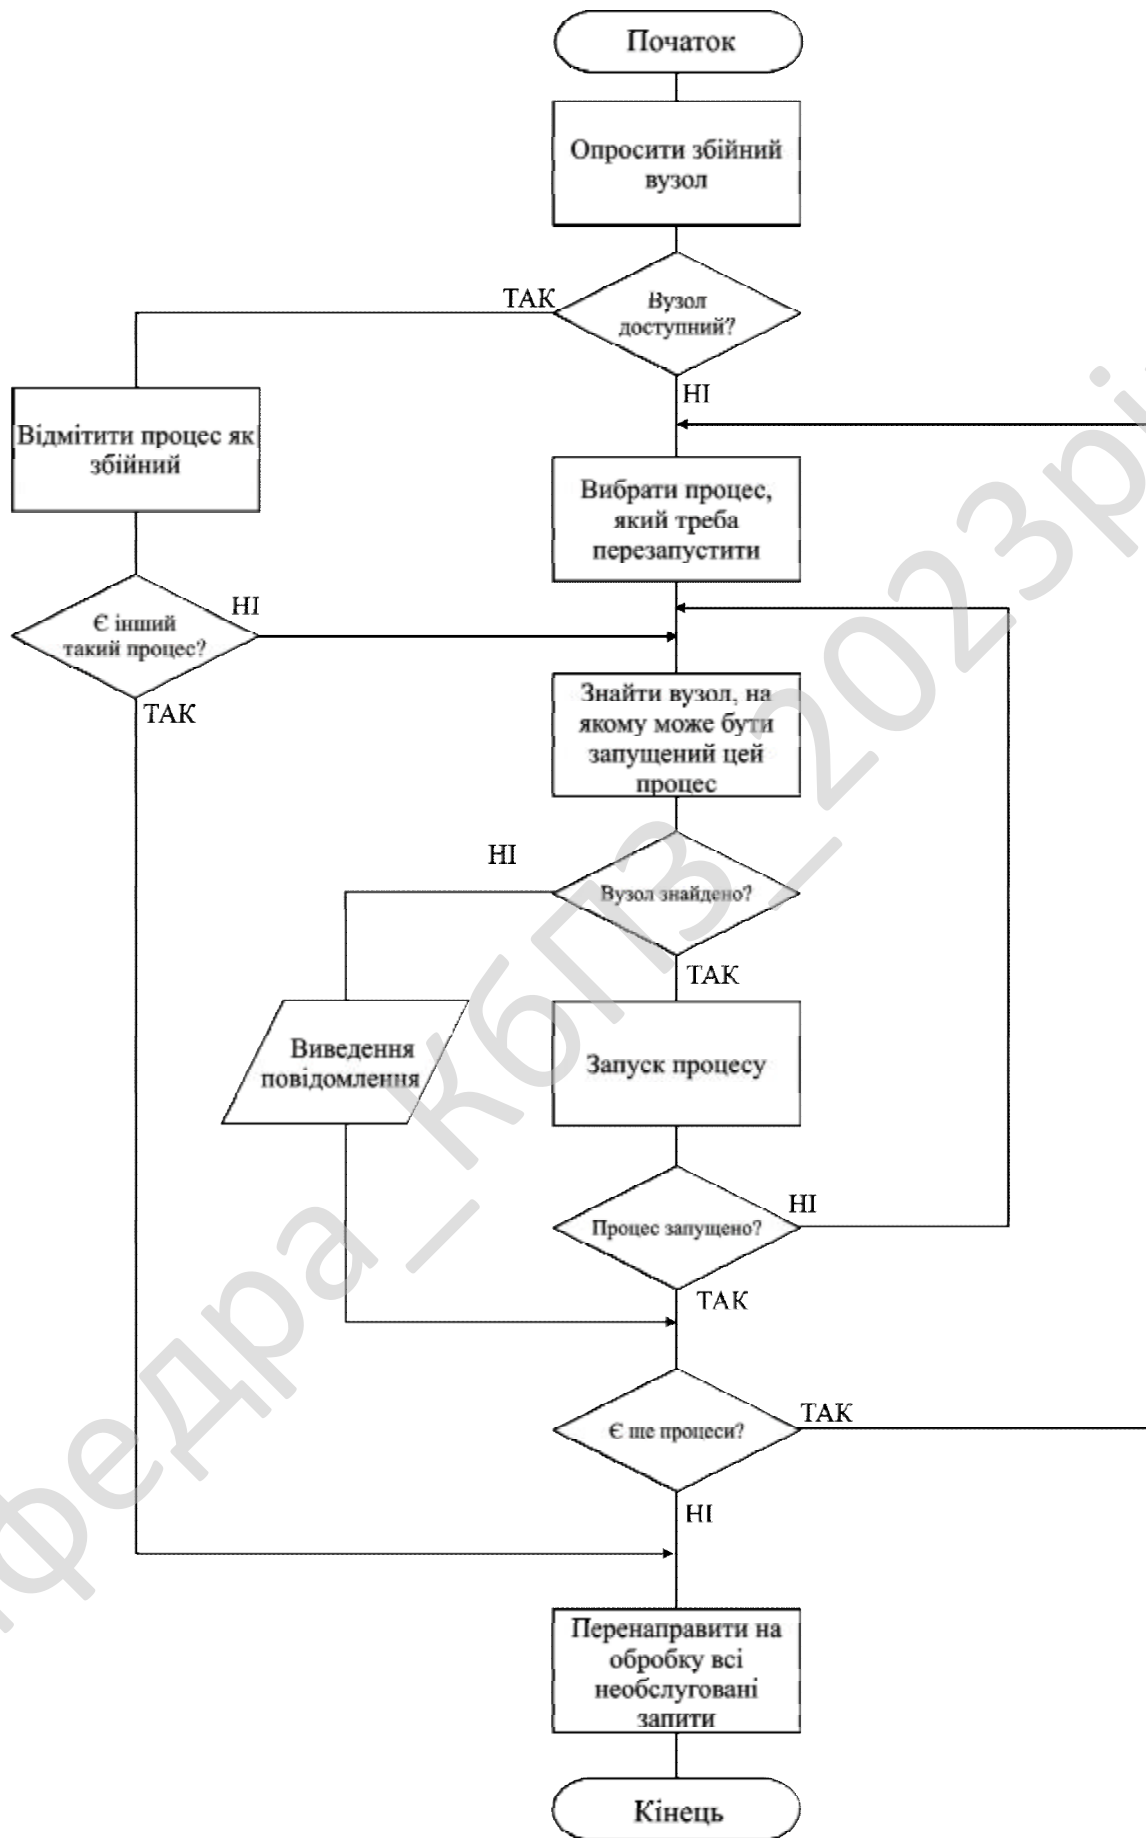 Початок
Опросити збійний
вузол
ТАК
Вузол
доступний?
НІ
Відмітити процес як
збійний
Вибрати процес,
який треба
перезапустити
Є інший
такий процес?
НІ
ТАК
Знайти вузол, на
якому може бути
запущений цей
процес
НІ
Вузол знайдено?
ТАК
Виведення
повідомлення
Запуск процесу
Процес запущено?
НІ
ТАК
Є ще процеси?
ТАК
НІ
Перенаправити на
обробку всі
необслуговані
запити
Кінець
федра_КбПЗ_2023рі